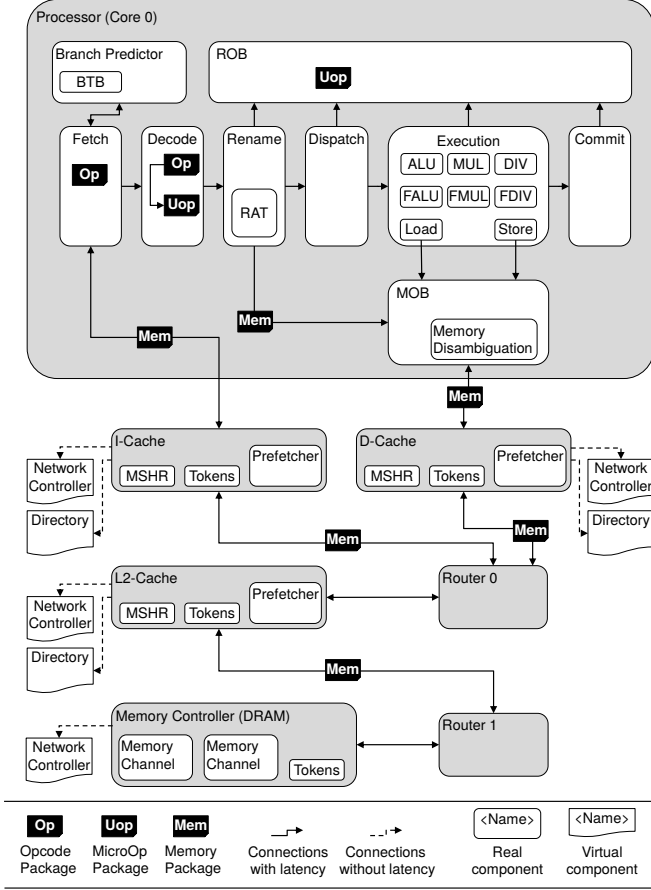 Processor (Core 0)
Branch Predictor
BTB
ROB
Uop
Fetch
Op
Decode
Op
Uop
Rename
RAT
Dispatch
Execution
ALU
MUL
DIV
FALU
FMUL
FDIV
Load
Store
Commit
MOB
Memory
Disambiguation
Mem
Mem
Mem
I-Cache
Prefetcher
MSHR
Tokens
Network
Controller
Directory
D-Cache
Prefetcher
MSHR
Tokens
Network
Controller
Directory
Mem
Mem
L2-Cache
Prefetcher
MSHR
Tokens
Network
Controller
Directory
Router 0
Mem
Memory Controller (DRAM)
Memory
Channel
Memory
Channel
Tokens
Network
Controller
Router 1
Op
Opcode
Package
Uop
MicroOp
Package
Mem
Memory
Package
Connections
with latency
Connections
without latency
<Name>
Real
component
<Name>
Virtual
component